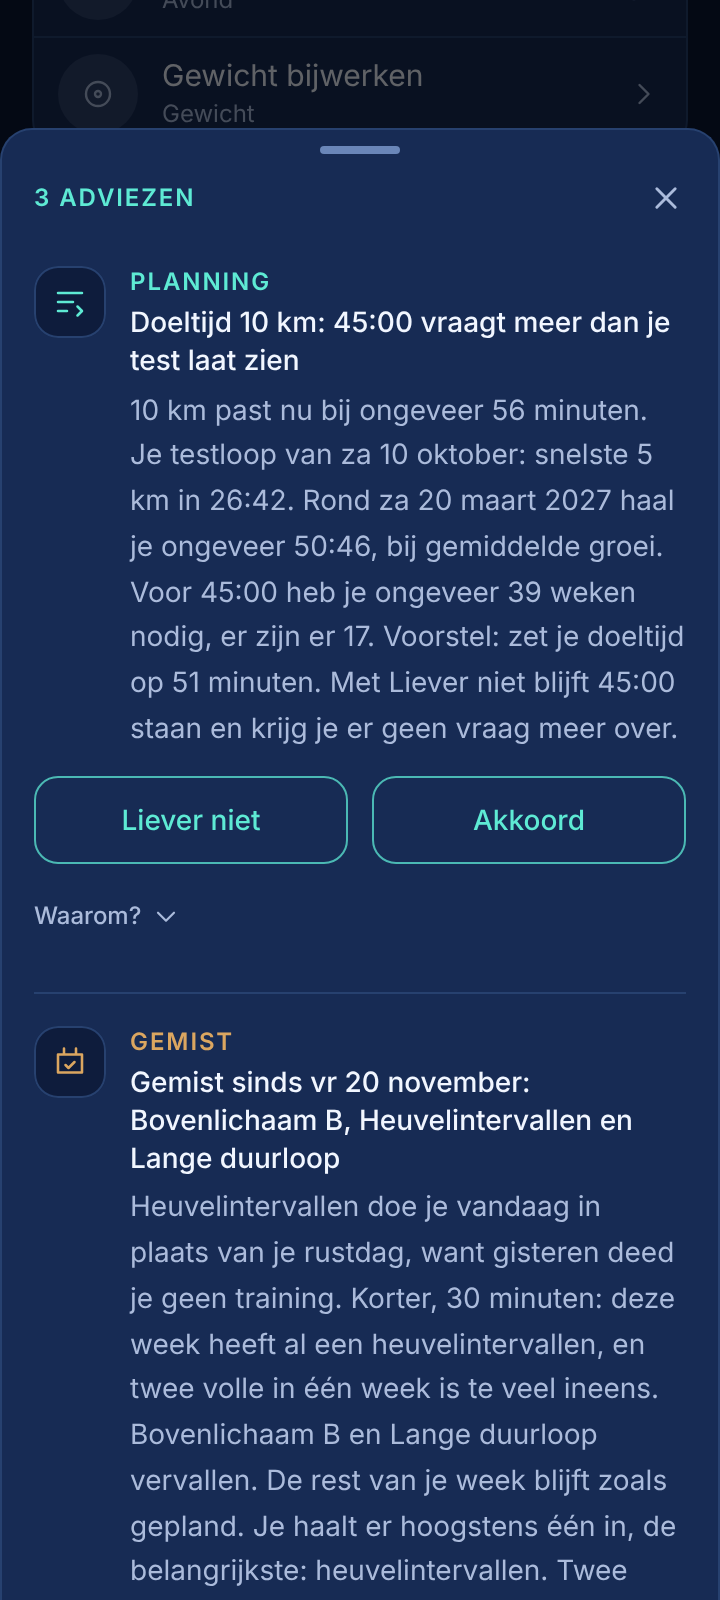 Avond
Gewicht bijwerken
Gewicht
3 ADVIEZEN
PLANNING
Doeltijd 10 km: 45:00 vraagt meer dan je
test laat zien
10 km past nu bij ongeveer 56 minuten.
Je testloop van za 10 oktober: snelste 5
km in 26:42. Rond za 20 maart 2027 haal
je ongeveer 50:46, bij gemiddelde groei.
Voor 45:00 heb je ongeveer 39 weken
nodig, er zijn er 17. Voorstel: zet je doeltijd
op 51 minuten. Met Liever niet blijft 45:00
staan en krijg je er geen vraag meer over.
Liever niet
Akkoord
Waarom?
GEMIST
Gemist sinds vr 20 november:
Bovenlichaam B, Heuvelintervallen en
Lange duurloop
Heuvelintervallen doe je vandaag in
plaats van je rustdag, want gisteren deed
je geen training. Korter, 30 minuten: deze
week heeft al een heuvelintervallen, en
twee volle in één week is te veel ineens.
Bovenlichaam B en Lange duurloop
vervallen. De rest van je week blijft zoals
gepland. Je haalt er hoogstens één in, de
belangrijkste: heuvelintervallen. Twee